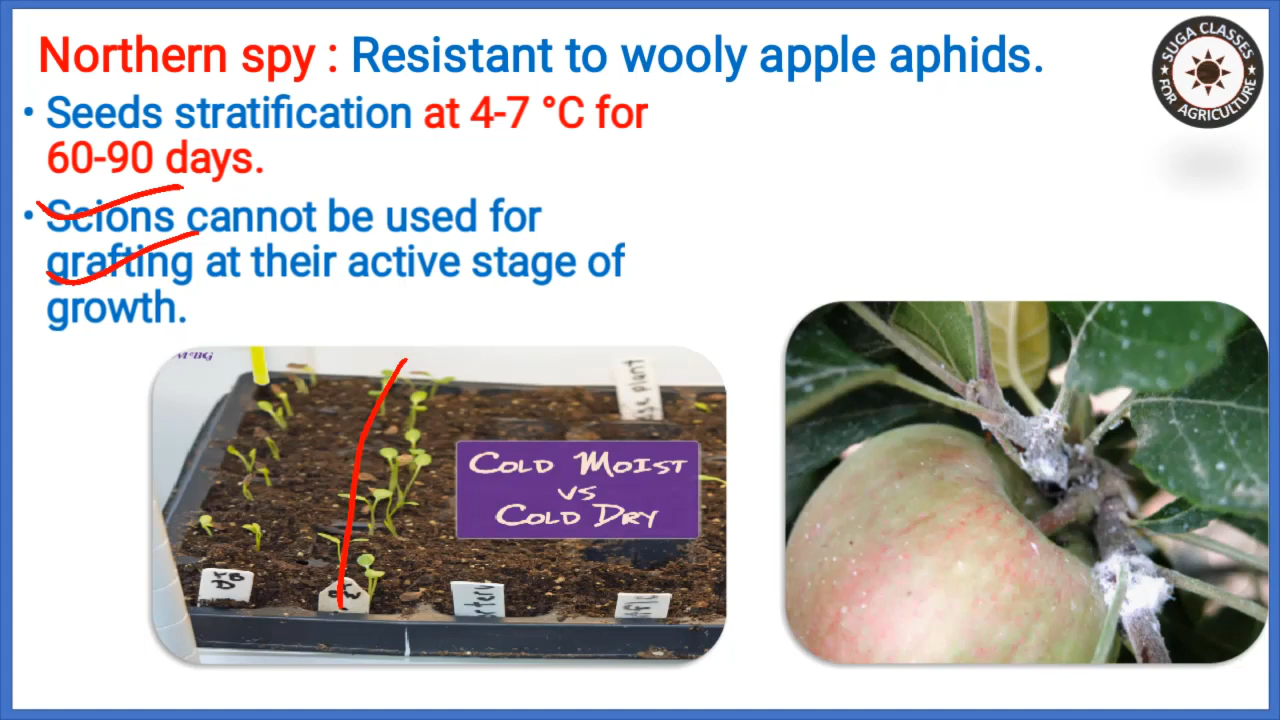 Northern spy : Resistant to wooly apple aphids.
• Seeds stratification at 4-7 °C for
60-90 days.
• Scions cannot be used for
grafting at their active stage of
growth.
SUGA CLASSES
FOR AGRICULTURE
COLD MOIST
VS
COLD DRY